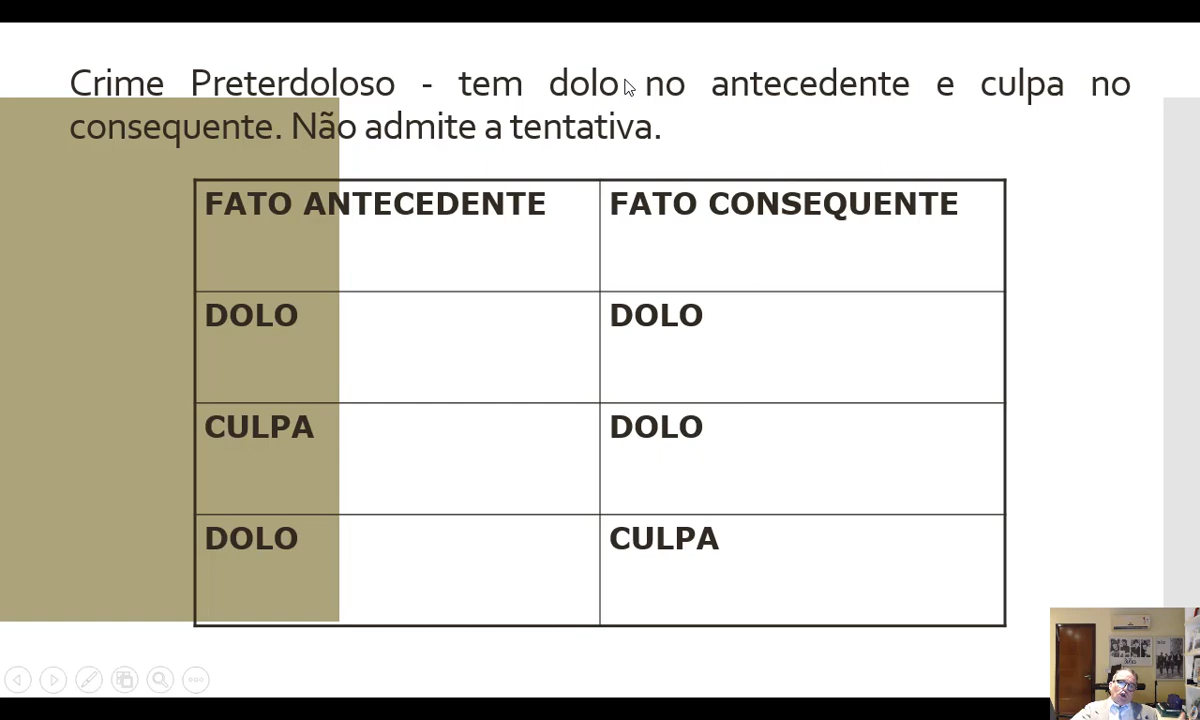 Crime Preterdoloso - tem dolo no antecedente e culpa no
consequente. Não admite a tentativa.
FATO ANTECEDENTE FATO CONSEQUENTE
DOLO DOLO
CULPA DOLO
DOLO CULPA